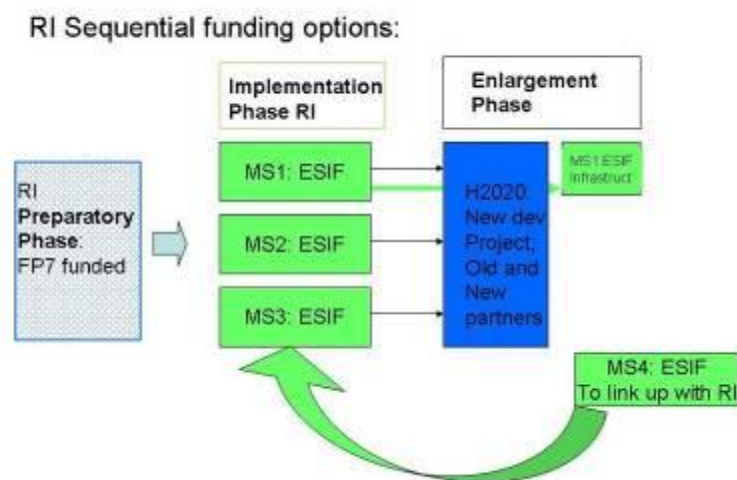 RI Sequential funding options:
Implementation
Phase RI
Enlargement
Phase
RI
Preparatory
Phase:
FP7 funded
MS1: ESIF
MS2: ESIF
MS3: ESIF
H2020:
New dev
Project;
Old and
New
partners
MS1 ESIF
Infrastruct
MS4: ESIF
To link up with RI